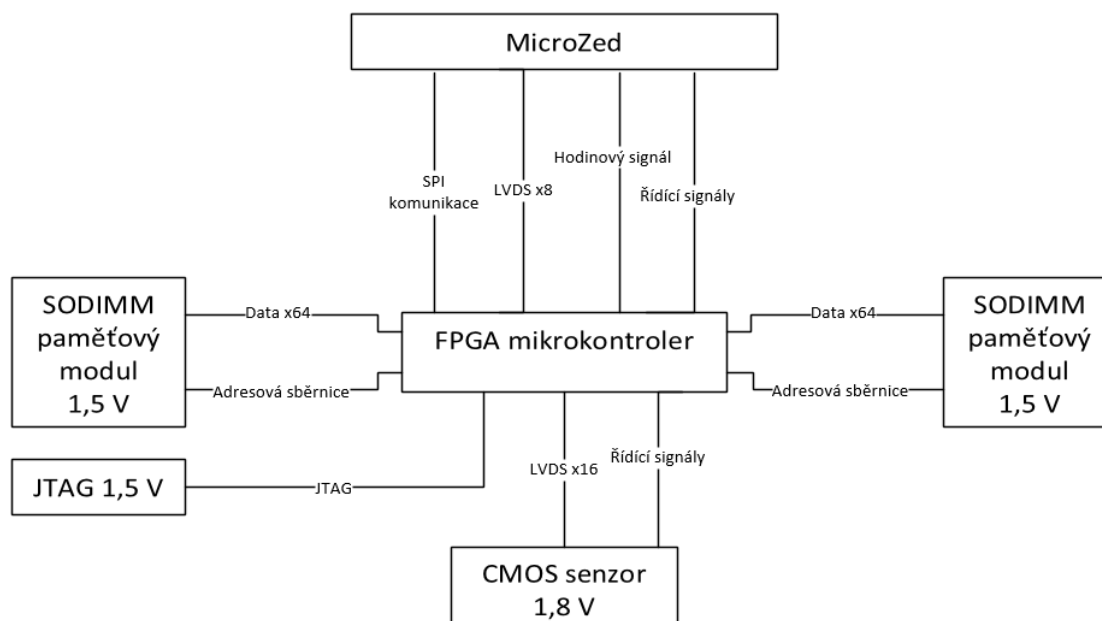 MicroZed
SPI
komunikace
LVDS x8
Hodinový signál
Řídící signály
SODIMM
paměťový
modul
1,5 V
Data x64
Adresová sběrnice
FPGA mikrokontroler
Data x64
Adresová sběrnice
SODIMM
paměťový
modul
1,5 V
JTAG 1,5 V
JTAG
LVDS x16
Řídící signály
CMOS senzor
1,8 V